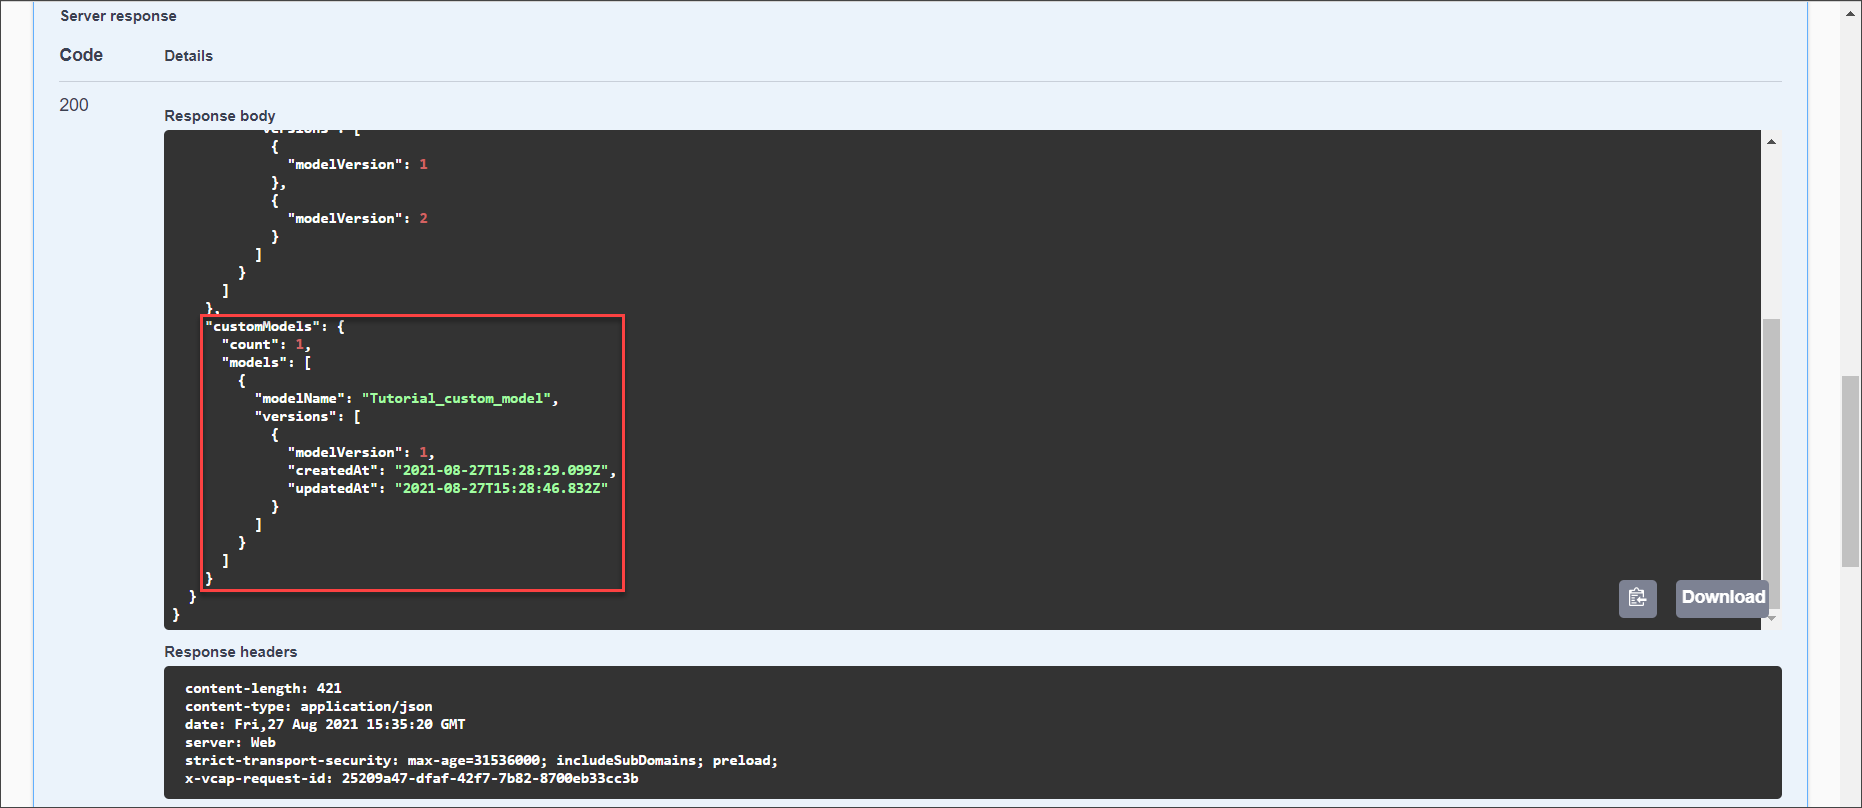 Server response
Code Details
200
Response body
"versions": [
{
"modelVersion": 1
},
{
"modelVersion": 2
}
]
}
]
},
"customModels": {
"count": 1,
"models": [
{
"modelName": "Tutorial_custom_model",
"versions": [
{
"modelVersion": 1,
"createdAt": "2021-08-27T15:28:29.099Z",
"updatedAt": "2021-08-27T15:28:46.832Z"
}
]
}
]
}
}
}
Download
Response headers
content-length: 421
content-type: application/json
date: Fri,27 Aug 2021 15:35:20 GMT
server: Web
strict-transport-security: max-age=31536000; includeSubDomains; preload;
x-vcap-request-id: 25209a47-dfaf-42f7-7b82-8700eb33cc3b